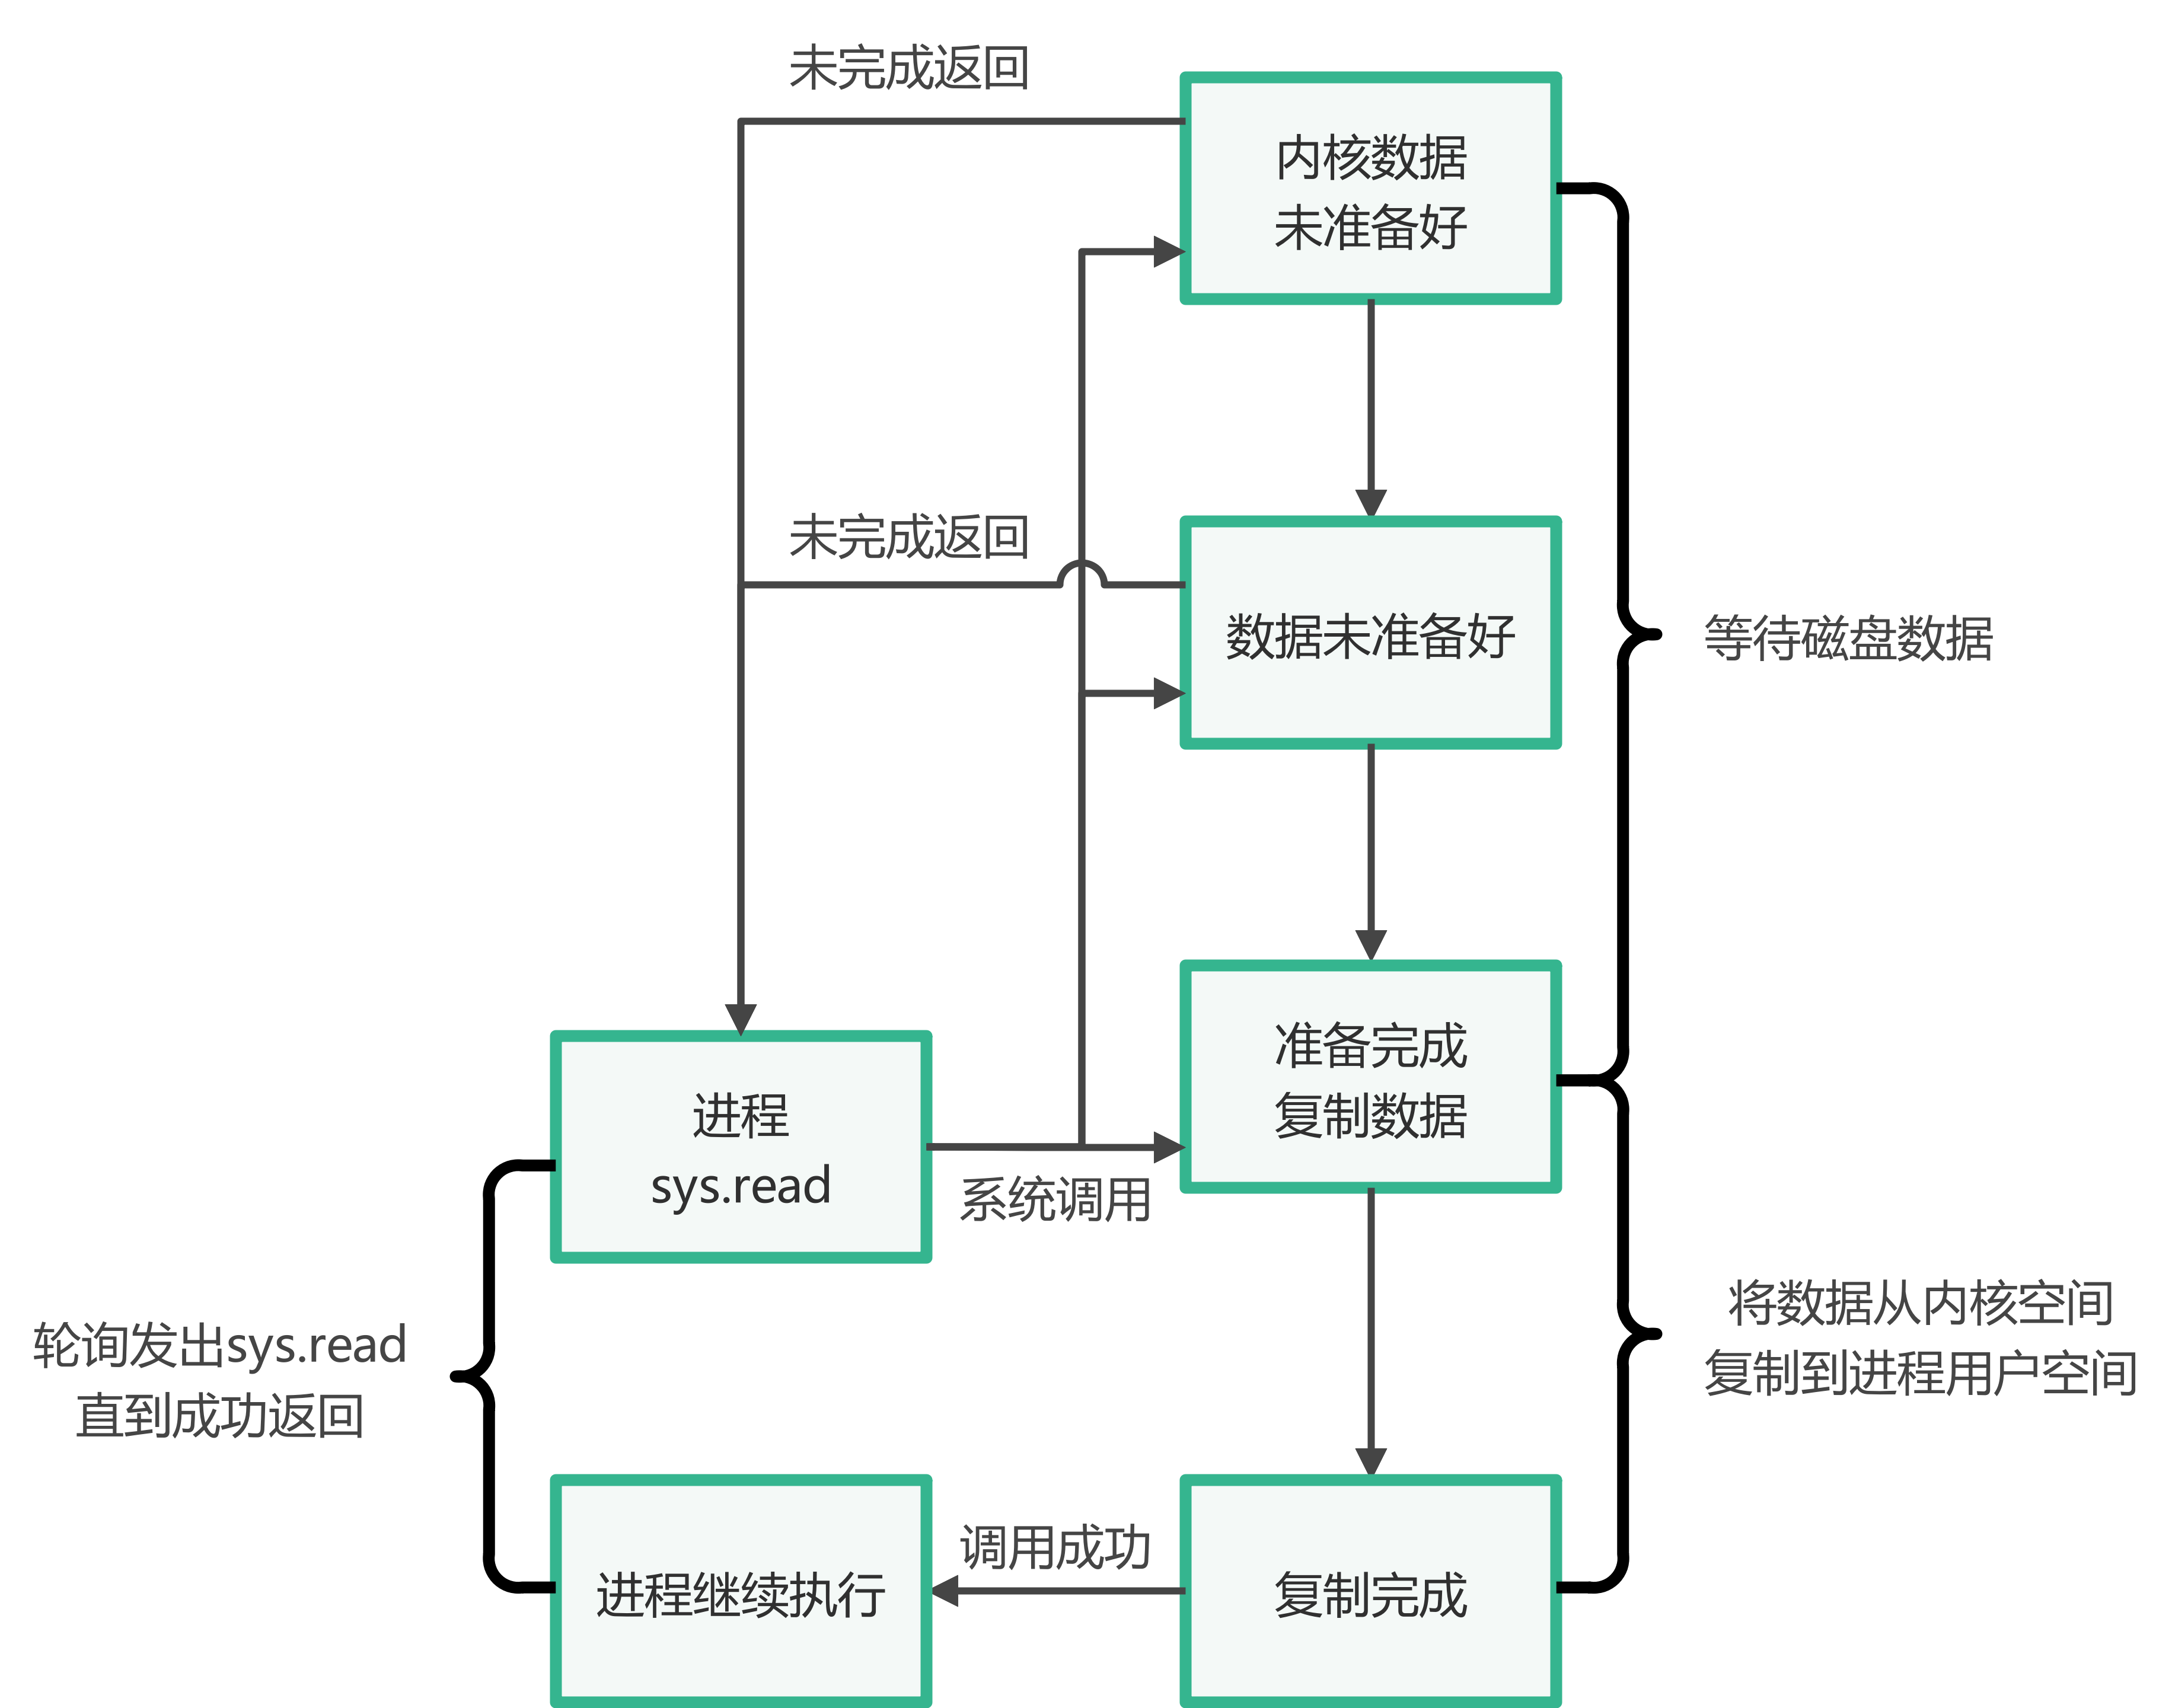 未完成返回
内核数据
未准备好
未完成返回
数据未准备好
等待磁盘数据
准备完成
复制数据
进程
sys.read
系统调用
将数据从内核空间
复制到进程用户空间
轮询发出sys.read
直到成功返回
调用成功
进程继续执行
复制完成